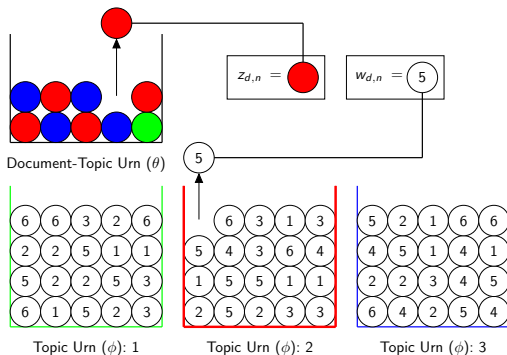 z_{d,n} =
w_{d,n} = 5
Document-Topic Urn (θ)
5
6 6 3 2 6
2 2 5 1 1
5 2 2 5 3
6 1 5 2 3
Topic Urn (ϕ): 1
6 3 1 3
5 4 3 6 4
1 5 5 1 1
2 5 2 3 3
Topic Urn (ϕ): 2
5 2 1 6 6
4 5 1 4 1
2 2 3 4 5
6 4 2 5 4
Topic Urn (ϕ): 3